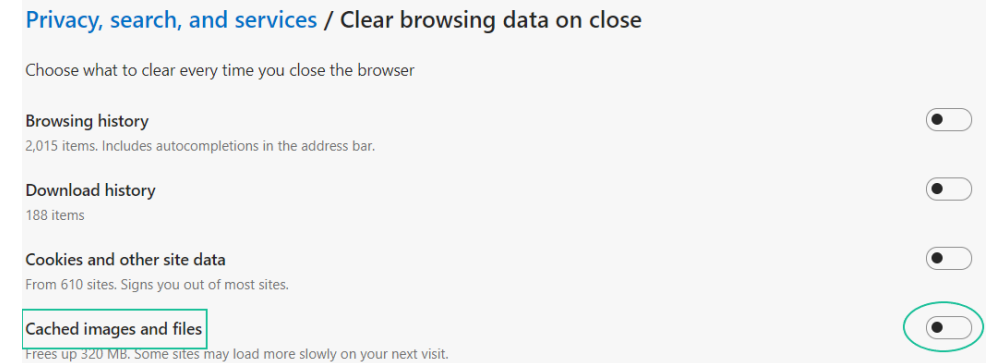 Privacy, search, and services / Clear browsing data on close
Choose what to clear every time you close the browser
Browsing history
2,015 items. Includes autocompletions in the address bar.
Download history
188 items
Cookies and other site data
From 610 sites. Signs you out of most sites.
Cached images and files
Frees up 320 MB. Some sites may load more slowly on your next visit.